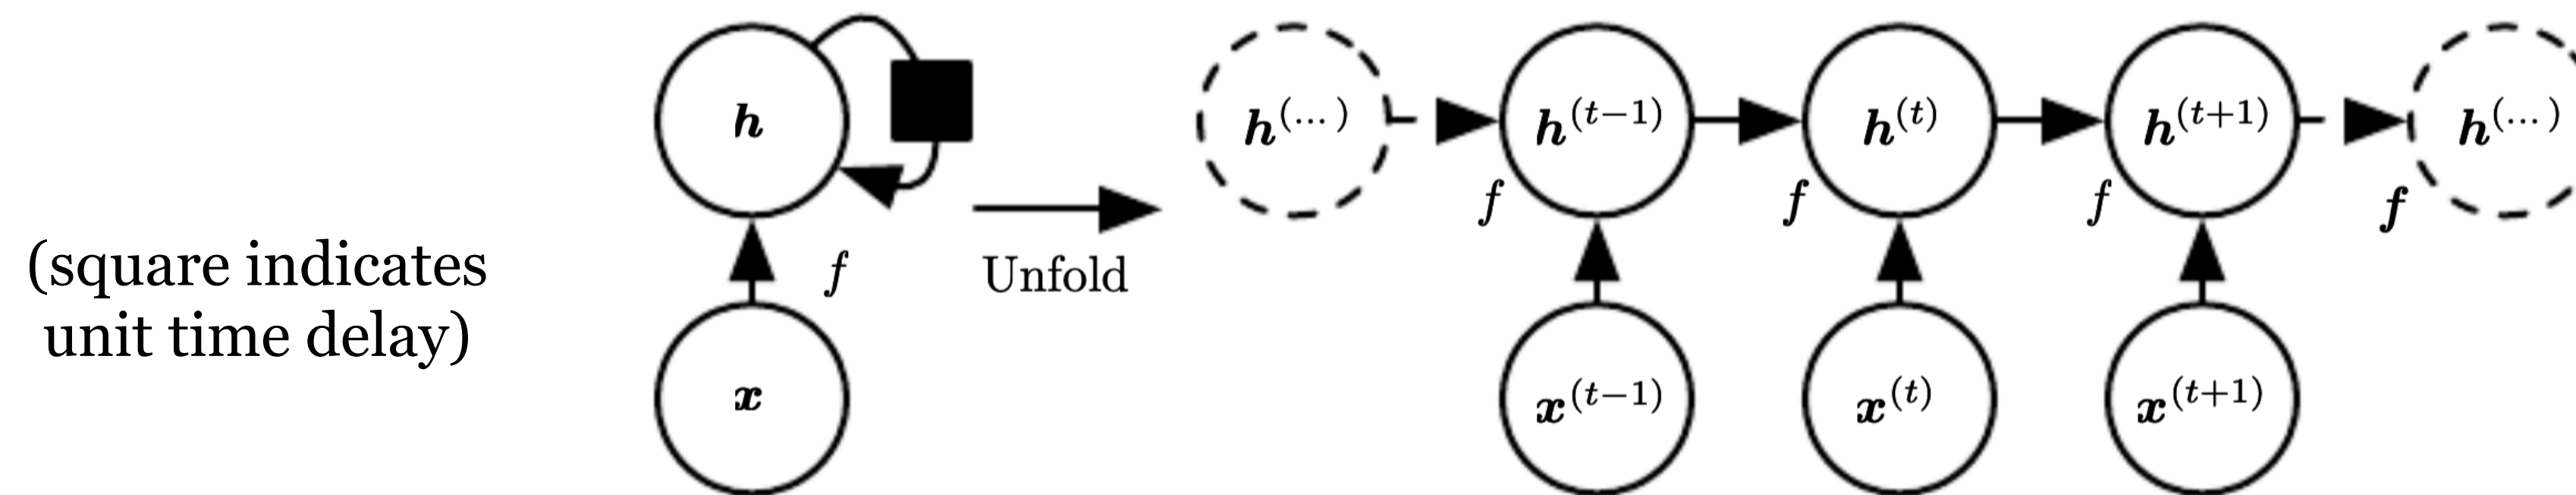 h
h^(...)
h^(t−1)
h^(t)
h^(t+1)
h^(...)
f
f
f
f
(square indicates
unit time delay)
f
Unfold
x
x^(t−1)
x^(t)
x^(t+1)